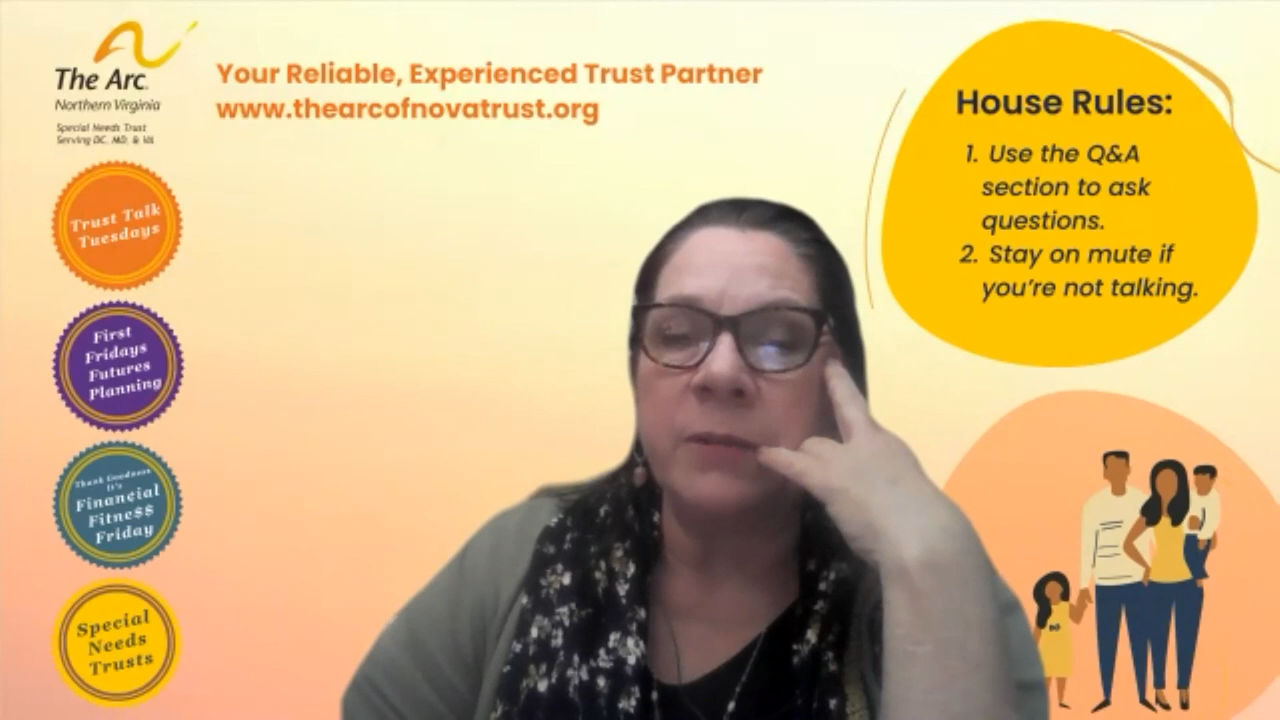 The Arc.
Northern Virginia
Special Needs Trust
Serving DC, MD, & VA
Your Reliable, Experienced Trust Partner
www.thearcofnovatrust.org
House Rules:
1. Use the Q&A
section to ask
questions.
2. Stay on mute if
you're not talking.
Trust Talk
Tuesdays
First
Fridays
Futures
Planning
Thank Goodness
It's
Financial
Fitne$$
Friday
Special
Needs
Trusts